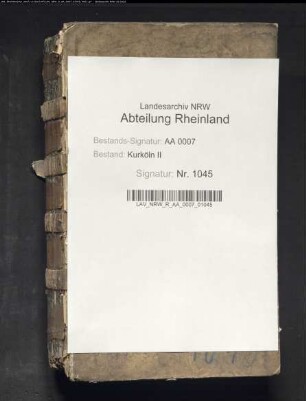 Landesarchiv NRW
Abteilung Rheinland
Bestands-Signatur: AA 0007
Bestand: Kurköln II
Signatur: Nr. 1045
LAV_NRW_R_AA_0007_01045